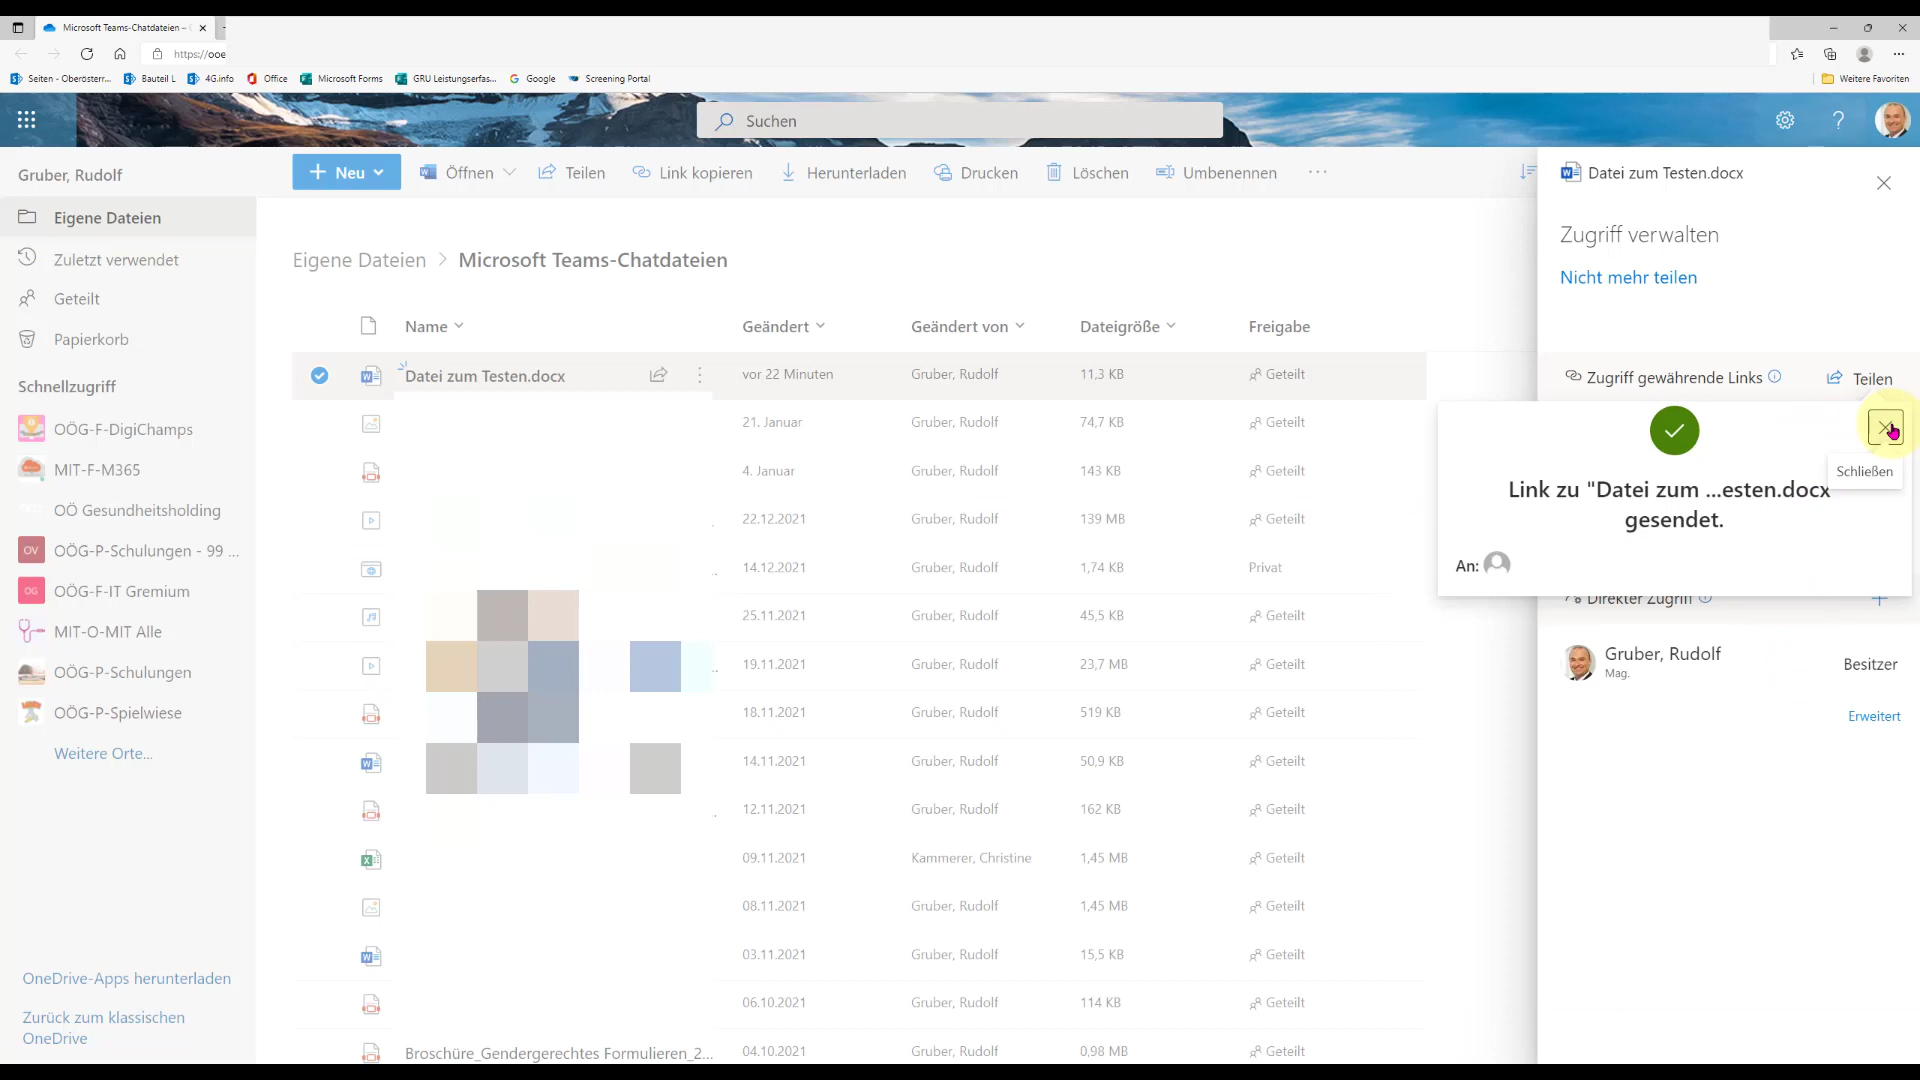 Microsoft Teams-Chatdateien –
https://ooe
Seiten - Oberösterr...
Bauteil L
4G.info
Office
Microsoft Forms
GRU Leistungserfas...
Google
Screening Portal
Weitere Favoriten
Suchen
Gruber, Rudolf
Neu
Öffnen
Teilen
Link kopieren
Herunterladen
Drucken
Löschen
Umbenennen
Datei zum Testen.docx
Eigene Dateien
Zuletzt verwendet
Geteilt
Papierkorb
Schnellzugriff
OÖG-F-DigiChamps
MIT-F-M365
OÖ Gesundheitsholding
OV OÖG-P-Schulungen - 99 ...
OG OÖG-F-IT Gremium
MIT-O-MIT Alle
OÖG-P-Schulungen
OÖG-P-Spielwiese
Weitere Orte...
OneDrive-Apps herunterladen
Zurück zum klassischen
OneDrive
Eigene Dateien > Microsoft Teams-Chatdateien
Name Geändert Geändert von Dateigröße Freigabe
Datei zum Testen.docx vor 22 Minuten Gruber, Rudolf 11,3 KB Geteilt
21. Januar Gruber, Rudolf 74,7 KB Geteilt
4. Januar Gruber, Rudolf 143 KB Geteilt
22.12.2021 Gruber, Rudolf 139 MB Geteilt
14.12.2021 Gruber, Rudolf 1,74 KB Privat
25.11.2021 Gruber, Rudolf 45,5 KB Geteilt
19.11.2021 Gruber, Rudolf 23,7 MB Geteilt
18.11.2021 Gruber, Rudolf 519 KB Geteilt
14.11.2021 Gruber, Rudolf 50,9 KB Geteilt
12.11.2021 Gruber, Rudolf 162 KB Geteilt
09.11.2021 Kammerer, Christine 1,45 MB Geteilt
08.11.2021 Gruber, Rudolf 1,45 MB Geteilt
03.11.2021 Gruber, Rudolf 15,5 KB Geteilt
06.10.2021 Gruber, Rudolf 114 KB Geteilt
Broschüre_Gendergerechtes Formulieren_2... 04.10.2021 Gruber, Rudolf 0,98 MB Geteilt
Zugriff verwalten
Nicht mehr teilen
Zugriff gewährende Links
Teilen
Schließen
Link zu "Datei zum ...esten.docx
gesendet.
An:
Direkter Zugriff
Gruber, Rudolf
Mag.
Besitzer
Erweitert